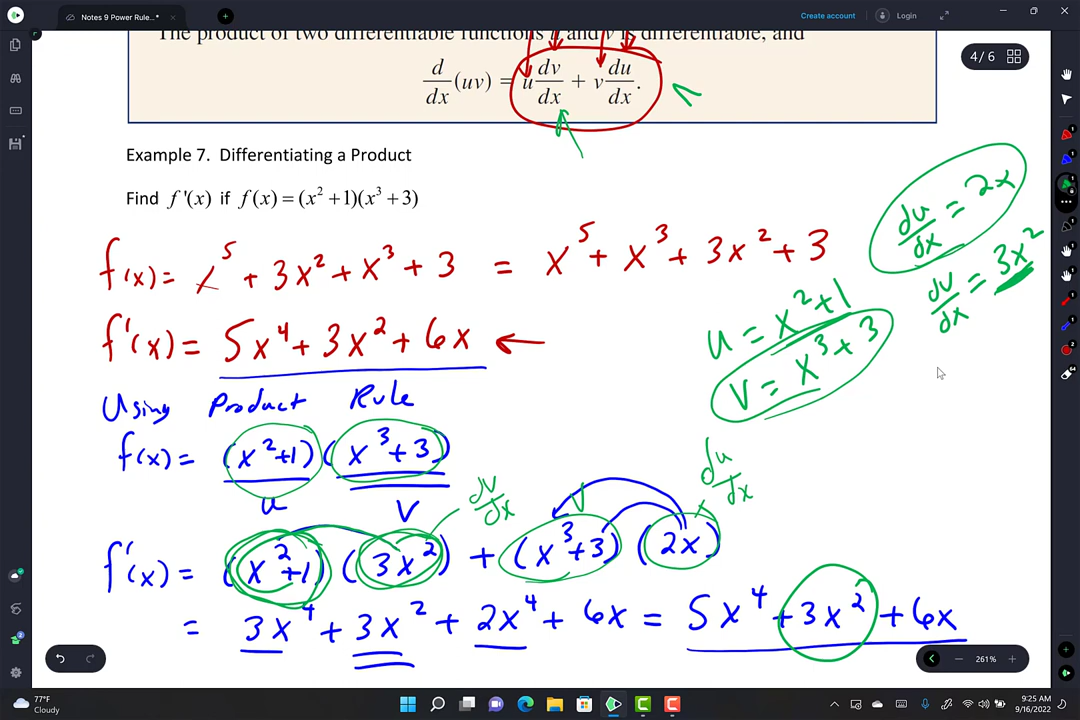 Notes 9 Power Rule...*
Create account
Login
4/6
The product of two differentiable functions u and v is differentiable, and
d/dx (uv) = u dv/dx + v du/dx.
Example 7. Differentiating a Product
Find f '(x) if f(x) = (x² + 1)(x³ + 3)
du/dx = 2x
dv/dx = 3x²
f(x) = x⁵ + 3x² + x³ + 3 = x⁵ + x³ + 3x² + 3
u = x² + 1
v = x³ + 3
f'(x) = 5x⁴ + 3x² + 6x ←
Using Product Rule
f(x) = (x²+1)(x³+3)
u v
dv/dx
v
du/dx
f'(x) = (x²+1)(3x²) + (x³+3)(2x)
= 3x⁴ + 3x² + 2x⁴ + 6x = 5x⁴ + 3x² + 6x
261%
77°F
Cloudy
9:25 AM
9/16/2022